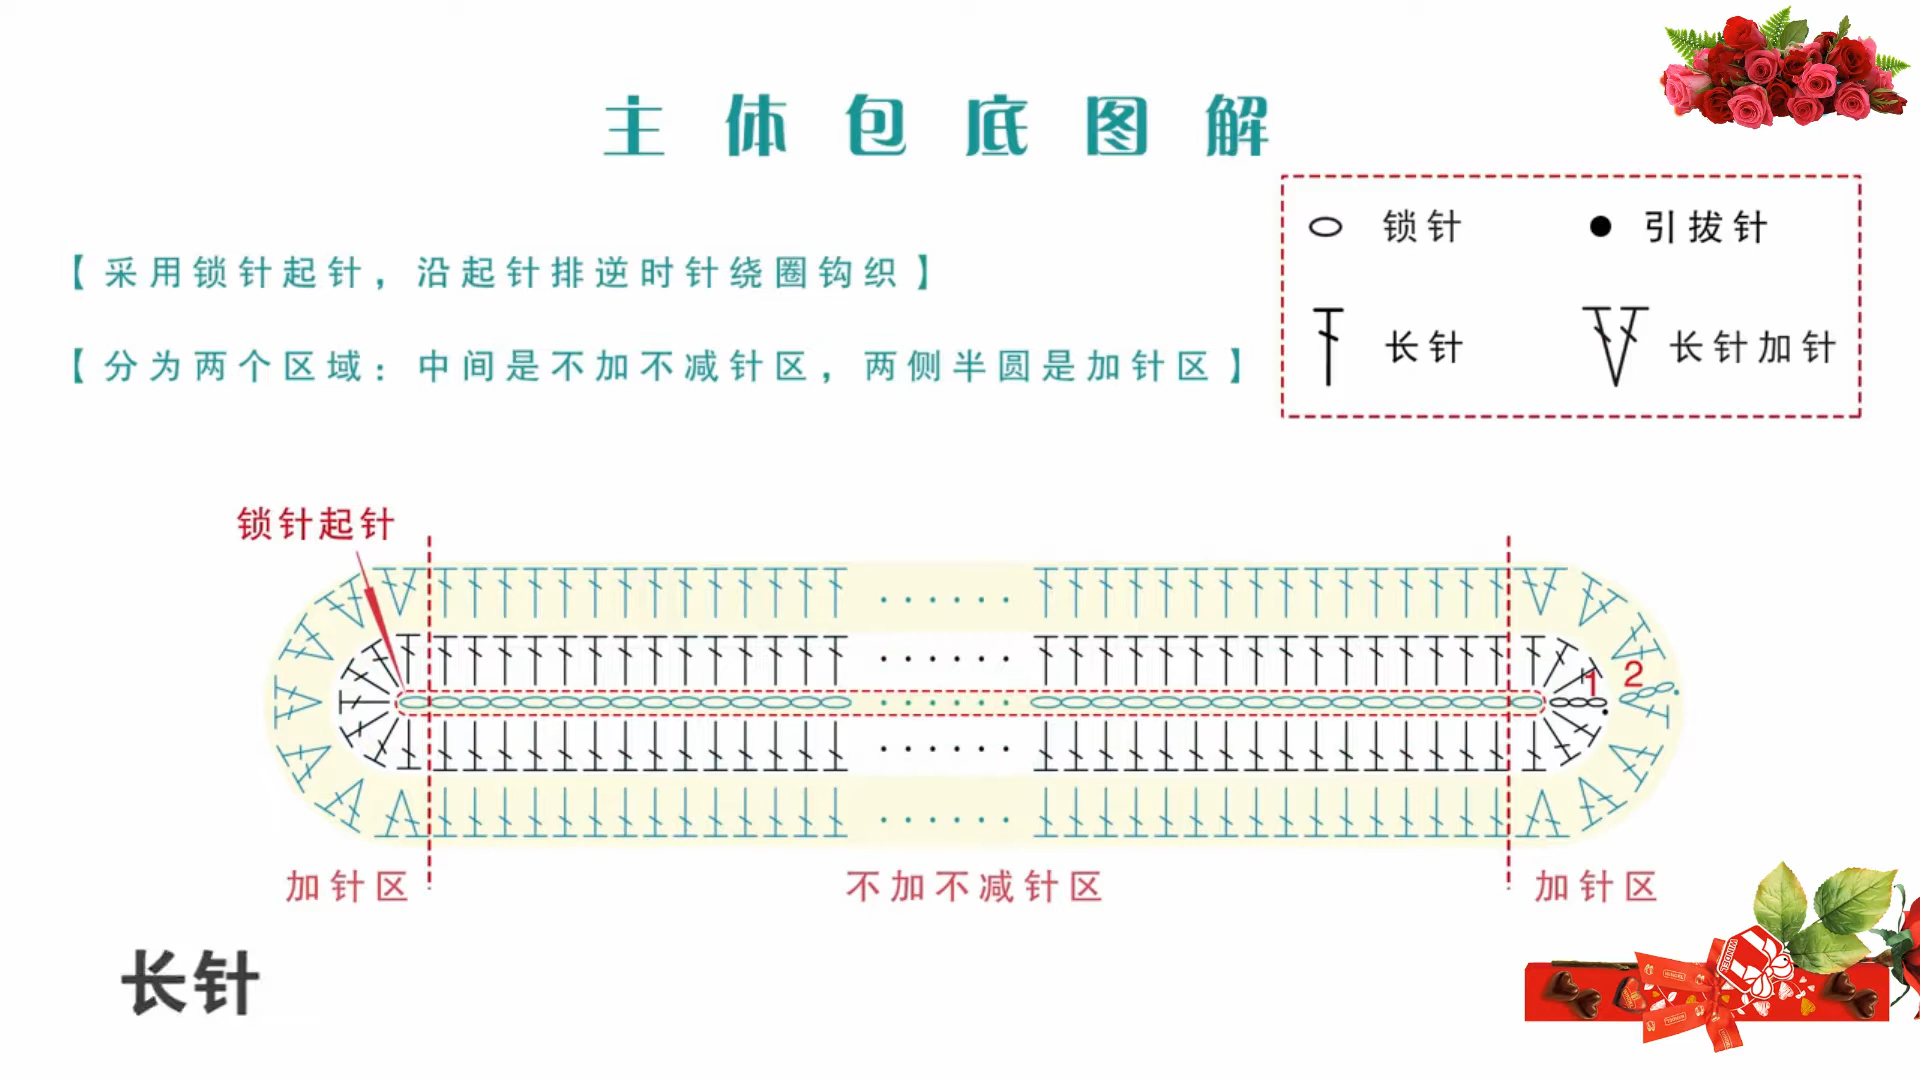 主体包底图解
【采用锁针起针，沿起针排逆时针绕圈钩织】
【分为两个区域：中间是不加不减针区，两侧半圆是加针区】
锁针
引拔针
长针
长针加针
锁针起针
1
2
加针区
不加不减针区
加针区
长针